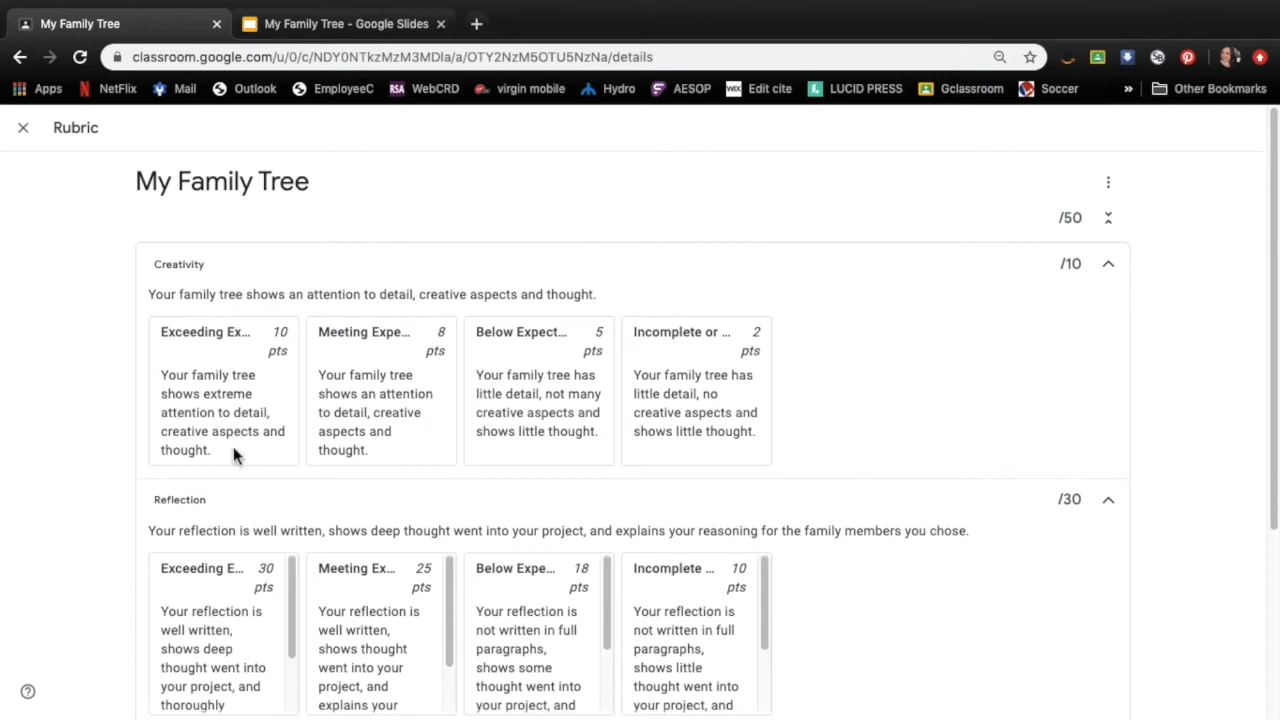 My Family Tree
My Family Tree - Google Slides
classroom.google.com/u/0/c/NDY0NTkzMzM3MDla/a/OTY2NzM5OTU5NzNa/details
Apps NetFlix Mail Outlook EmployeeC RSA WebCRD virgin mobile Hydro AESOP WIX Edit cite LUCID PRESS Gclassroom Soccer » Other Bookmarks
Rubric
My Family Tree
/50
Creativity /10
Your family tree shows an attention to detail, creative aspects and thought.
Exceeding Ex... 10
pts
Your family tree
shows extreme
attention to detail,
creative aspects and
thought.
Meeting Expe... 8
pts
Your family tree
shows an attention
to detail, creative
aspects and
thought.
Below Expect... 5
pts
Your family tree has
little detail, not many
creative aspects and
shows little thought.
Incomplete or ... 2
pts
Your family tree has
little detail, no
creative aspects and
shows little thought.
Reflection /30
Your reflection is well written, shows deep thought went into your project, and explains your reasoning for the family members you chose.
Exceeding E... 30
pts
Your reflection is
well written,
shows deep
thought went into
your project, and
thoroughly
Meeting Ex... 25
pts
Your reflection is
well written,
shows thought
went into your
project, and
explains your
Below Expe... 18
pts
Your reflection is
not written in full
paragraphs,
shows some
thought went into
your project, and
Incomplete ... 10
pts
Your reflection is
not written in full
paragraphs,
shows little
thought went into
your project, and